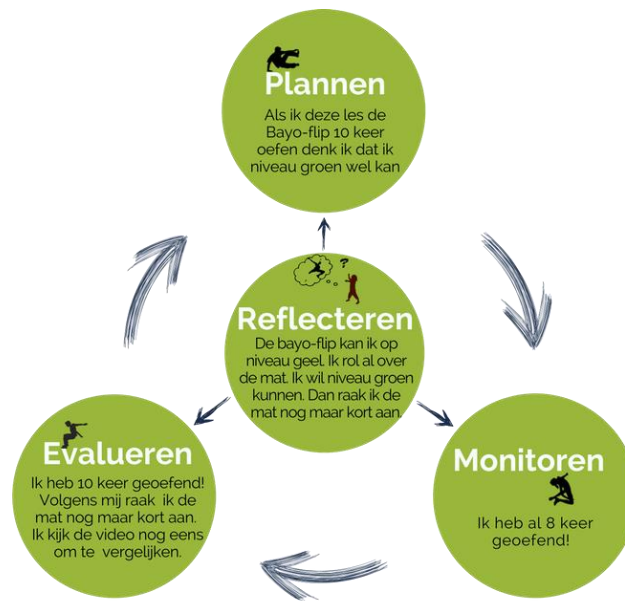 Plannen
Als ik deze les de
Bayo-flip 10 keer
oefen denk ik dat ik
niveau groen wel kan
?
Reflecteren
De bayo-flip kan ik op
niveau geel. Ik rol al over
de mat. Ik wil niveau groen
kunnen. Dan raak ik de
mat nog maar kort aan.
Evalueren
Ik heb 10 keer geoefend!
Volgens mij raak ik de
mat nog maar kort aan.
Ik kijk de video nog eens
om te vergelijken.
Monitoren
Ik heb al 8 keer
geoefend!